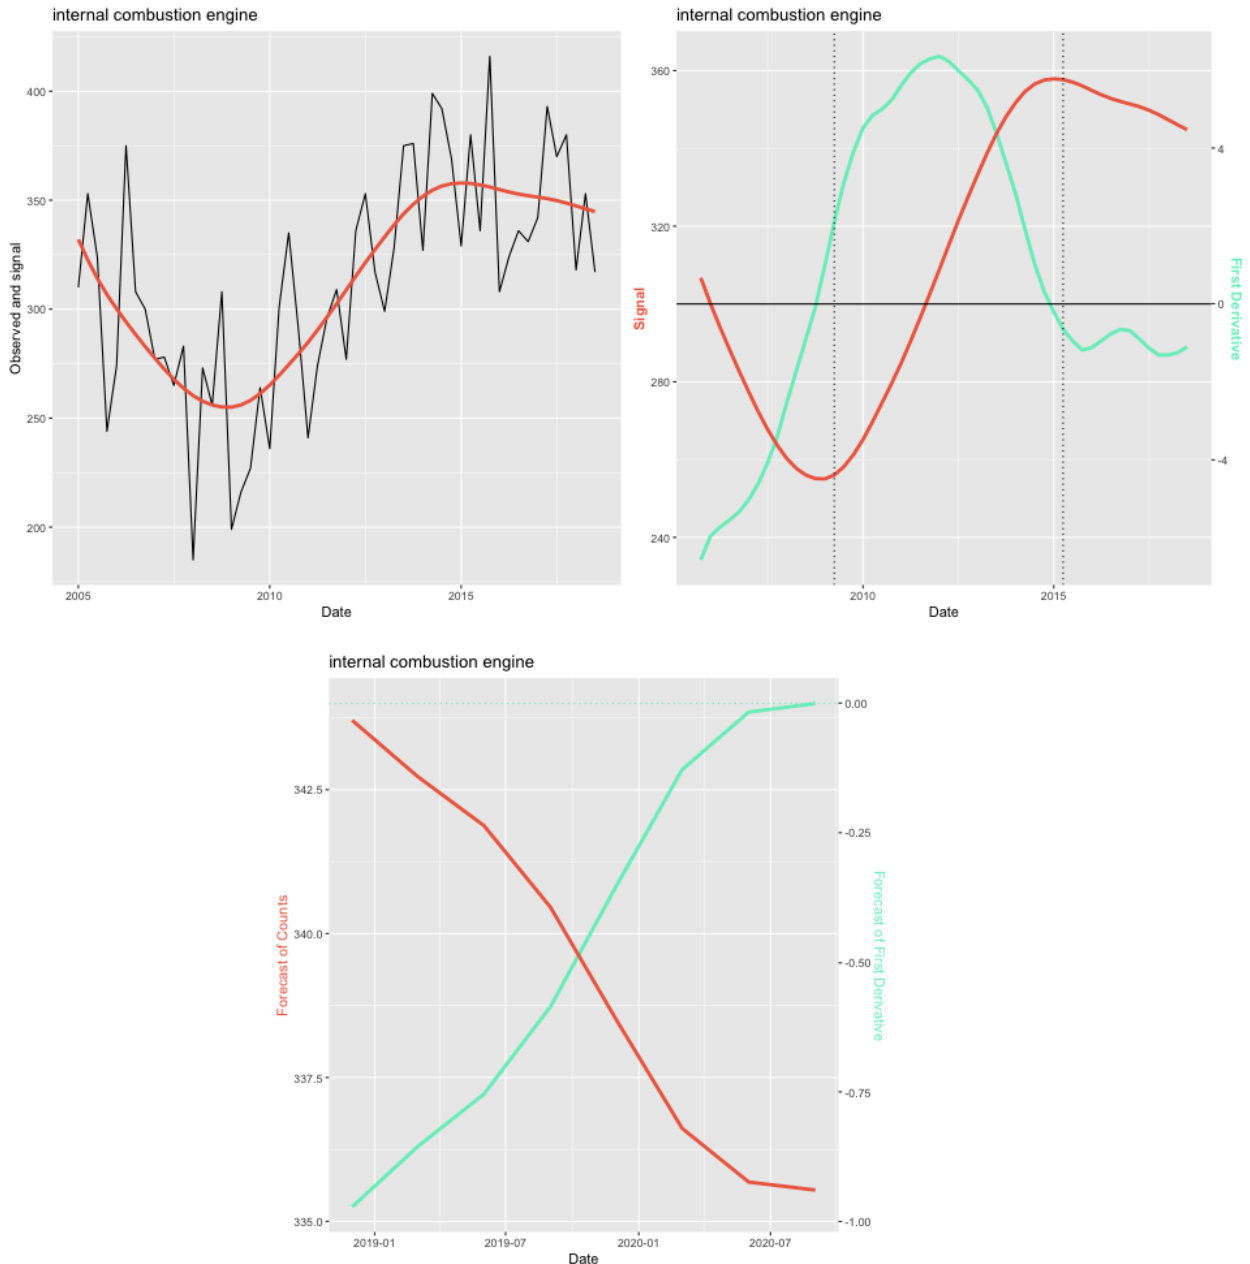 internal combustion engine
400
350
300
250
200
Observed and signal
2005
2010
2015
Date
internal combustion engine
360
320
280
240
Signal
4
0
-4
First Derivative
2010
2015
Date
internal combustion engine
342.5
340.0
337.5
335.0
Forecast of Counts
0.00
-0.25
-0.50
-0.75
-1.00
Forecast of First Derivative
2019-01
2019-07
2020-01
2020-07
Date